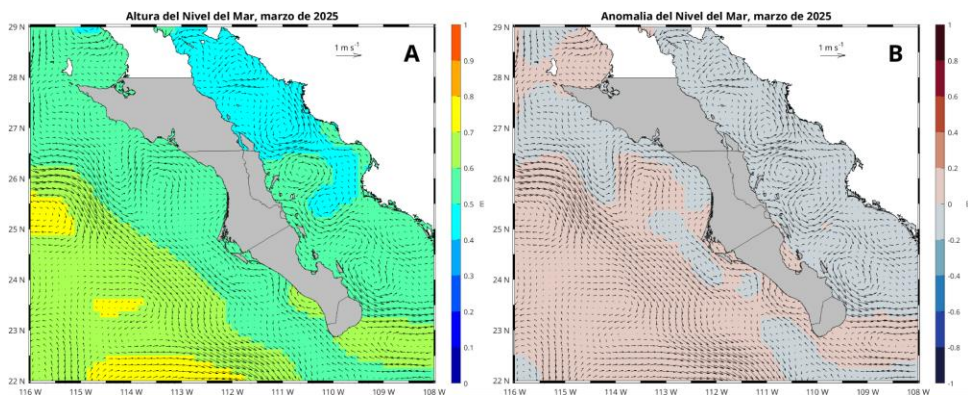 Altura del Nivel del Mar, marzo de 2025
29 N
28 N
27 N
26 N
25 N
24 N
23 N
22 N
116 W
115 W
114 W
113 W
112 W
111 W
110 W
109 W
108 W
1 m s⁻¹
A
1
0.9
0.8
0.7
0.6
0.5
0.4
0.3
0.2
0.1
0
m
Anomalia del Nivel del Mar, marzo de 2025
29 N
28 N
27 N
26 N
25 N
24 N
23 N
22 N
116 W
115 W
114 W
113 W
112 W
111 W
110 W
109 W
108 W
1 m s⁻¹
B
1
0.8
0.6
0.4
0.2
0
-0.2
-0.4
-0.6
-0.8
-1